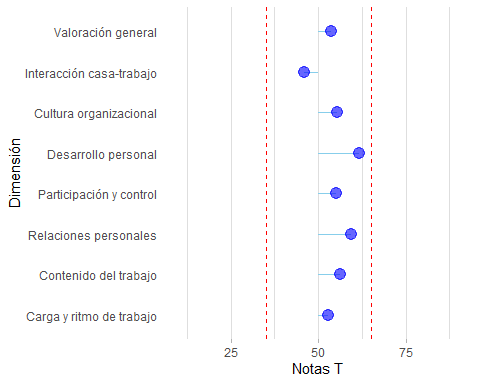 Valoración general
Interacción casa-trabajo
Cultura organizacional
Desarrollo personal
Participación y control
Relaciones personales
Contenido del trabajo
Carga y ritmo de trabajo
Dimensión
25 50 75
Notas T